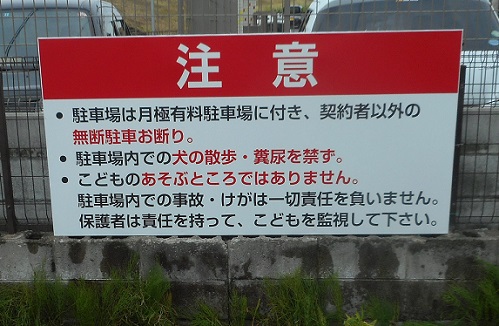 注意
• 駐車場は月極有料駐車場に付き、契約者以外の
無断駐車お断り。
• 駐車場内での犬の散歩・糞尿を禁ず。
• こどものあそぶところではありません。
駐車場内での事故・けがは一切責任を負いません。
保護者は責任を持って、こどもを監視して下さい。